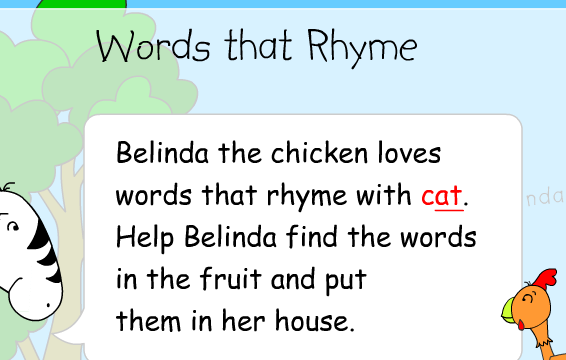 Words that Rhyme
Belinda the chicken loves
words that rhyme with cat.
Help Belinda find the words
in the fruit and put
them in her house.
nda